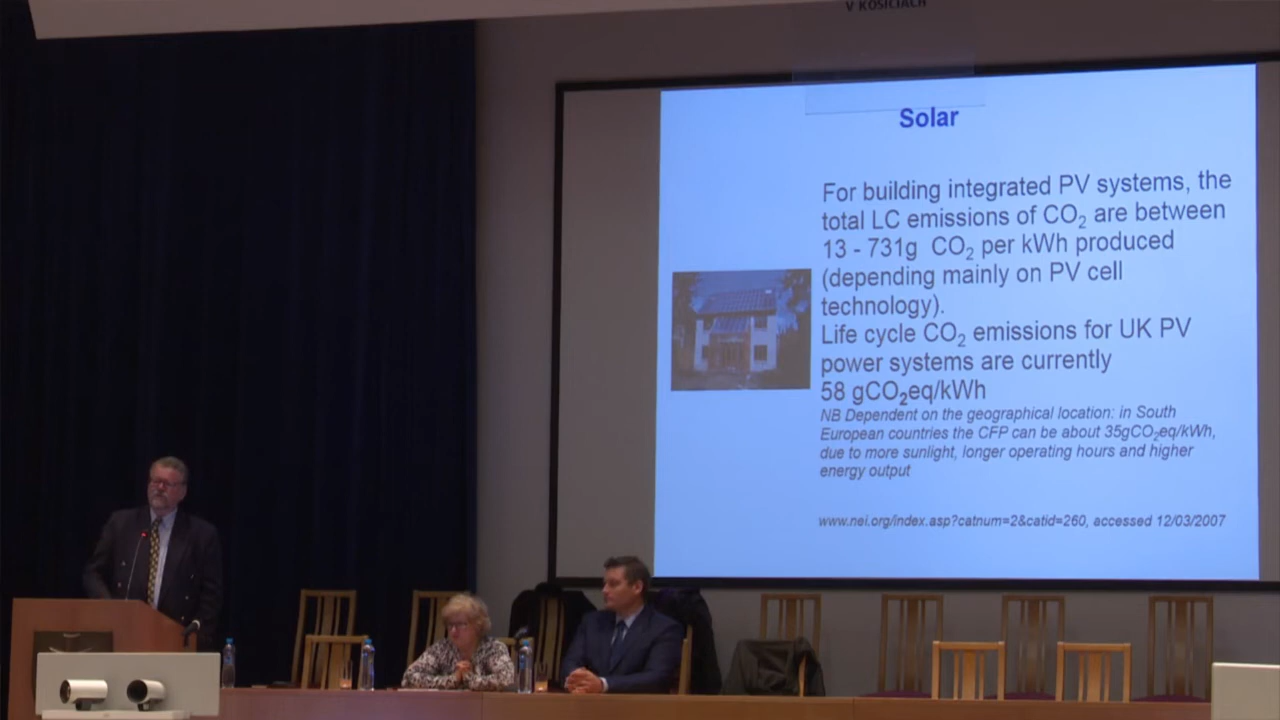 V KOŠICIACH
Solar
For building integrated PV systems, the
total LC emissions of CO₂ are between
13 - 731g CO₂ per kWh produced
(depending mainly on PV cell
technology).
Life cycle CO₂ emissions for UK PV
power systems are currently
58 gCO₂eq/kWh
NB Dependent on the geographical location: in South
European countries the CFP can be about 35gCO₂eq/kWh,
due to more sunlight, longer operating hours and higher
energy output
www.nei.org/index.asp?catnum=2&catid=260, accessed 12/03/2007